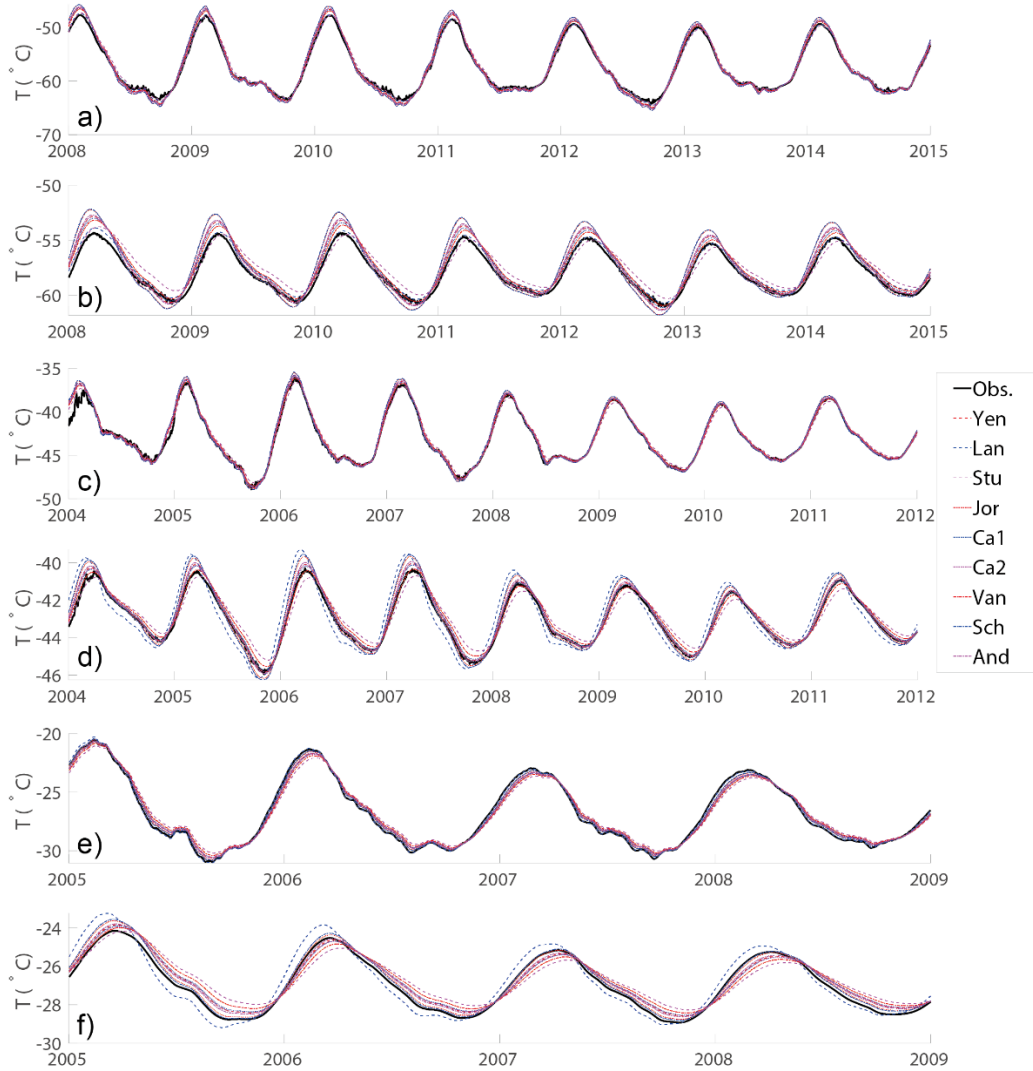 -50
-60
-70
T (°C)
a)
2008 2009 2010 2011 2012 2013 2014 2015
-50
-55
-60
T (°C)
b)
2008 2009 2010 2011 2012 2013 2014 2015
-35
-40
-45
-50
T (°C)
c)
2004 2005 2006 2007 2008 2009 2010 2011 2012
-40
-42
-44
-46
T (°C)
d)
2004 2005 2006 2007 2008 2009 2010 2011 2012
-20
-25
-30
T (°C)
e)
2005 2006 2007 2008 2009
-24
-26
-28
-30
T (°C)
f)
2005 2006 2007 2008 2009
Obs.
Yen
Lan
Stu
Jor
Ca1
Ca2
Van
Sch
And